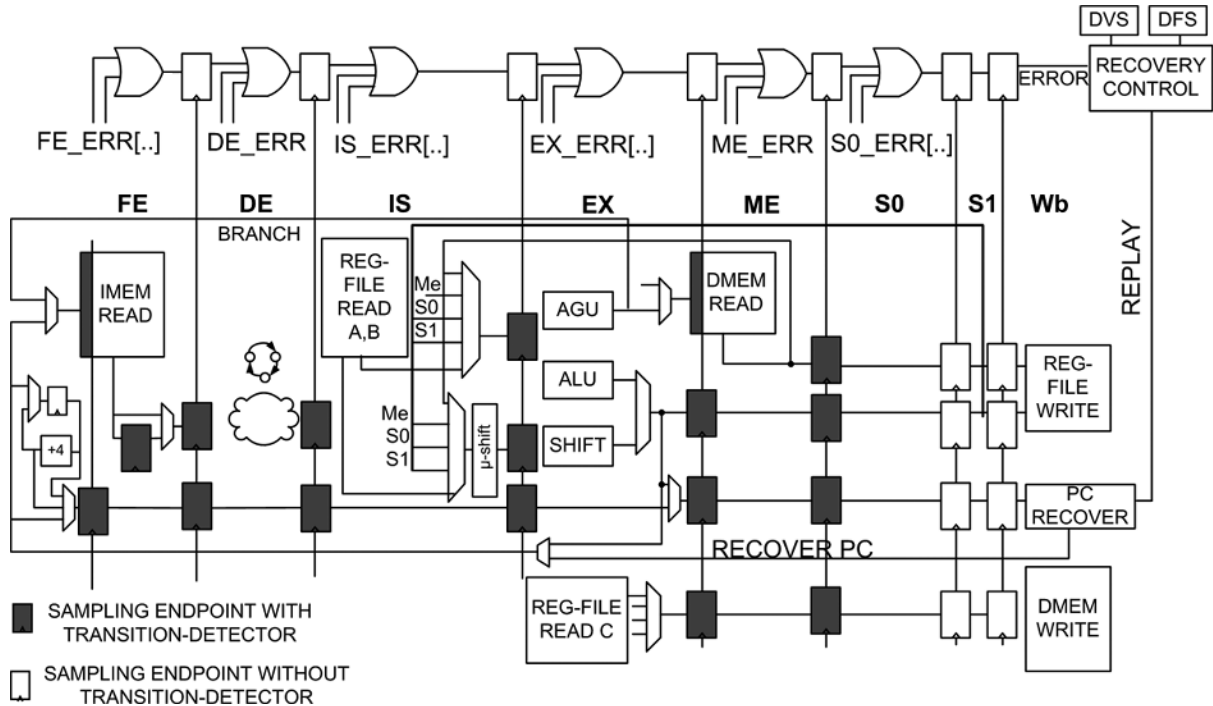 DVS
DFS
RECOVERY
CONTROL
ERROR
FE_ERR[..]
DE_ERR
IS_ERR[..]
EX_ERR[..]
ME_ERR
S0_ERR[..]
FE
DE
IS
EX
ME
S0
S1
Wb
BRANCH
REPLAY
IMEM
READ
REG-
FILE
READ
A,B
Me
S0
S1
AGU
DMEM
READ
ALU
SHIFT
REG-
FILE
WRITE
+4
Me
S0
S1
μ-shift
PC
RECOVER
RECOVER PC
REG-FILE
READ C
DMEM
WRITE
SAMPLING ENDPOINT WITH
TRANSITION-DETECTOR
SAMPLING ENDPOINT WITHOUT
TRANSITION-DETECTOR